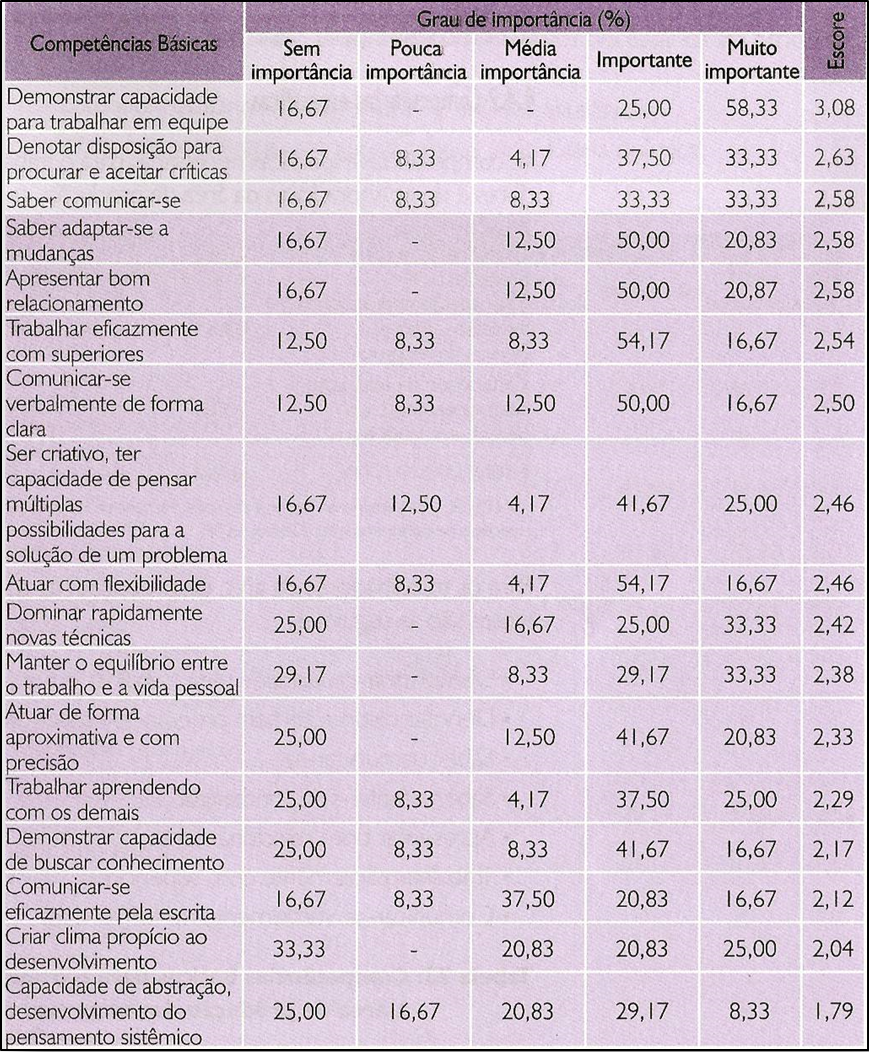 Competências Básicas
Grau de importância (%)
Escore
Sem importância
Pouca importância
Média importância
Importante
Muito importante
Demonstrar capacidade
para trabalhar em equipe
16,67 - - 25,00 58,33 3,08
Denotar disposição para
procurar e aceitar críticas
16,67 8,33 4,17 37,50 33,33 2,63
Saber comunicar-se 16,67 8,33 8,33 33,33 33,33 2,58
Saber adaptar-se a
mudanças
16,67 - 12,50 50,00 20,83 2,58
Apresentar bom
relacionamento
16,67 - 12,50 50,00 20,87 2,58
Trabalhar eficazmente
com superiores
12,50 8,33 8,33 54,17 16,67 2,54
Comunicar-se
verbalmente de forma
clara
12,50 8,33 12,50 50,00 16,67 2,50
Ser criativo, ter
capacidade de pensar
múltiplas
possibilidades para a
solução de um problema
16,67 12,50 4,17 41,67 25,00 2,46
Atuar com flexibilidade 16,67 8,33 4,17 54,17 16,67 2,46
Dominar rapidamente
novas técnicas
25,00 - 16,67 25,00 33,33 2,42
Manter o equilíbrio entre
o trabalho e a vida pessoal
29,17 - 8,33 29,17 33,33 2,38
Atuar de forma
aproximativa e com
precisão
25,00 - 12,50 41,67 20,83 2,33
Trabalhar aprendendo
com os demais
25,00 8,33 4,17 37,50 25,00 2,29
Demonstrar capacidade
de buscar conhecimento
25,00 8,33 8,33 41,67 16,67 2,17
Comunicar-se
eficazmente pela escrita
16,67 8,33 37,50 20,83 16,67 2,12
Criar clima propício ao
desenvolvimento
33,33 - 20,83 20,83 25,00 2,04
Capacidade de abstração,
desenvolvimento do
pensamento sistêmico
25,00 16,67 20,83 29,17 8,33 1,79